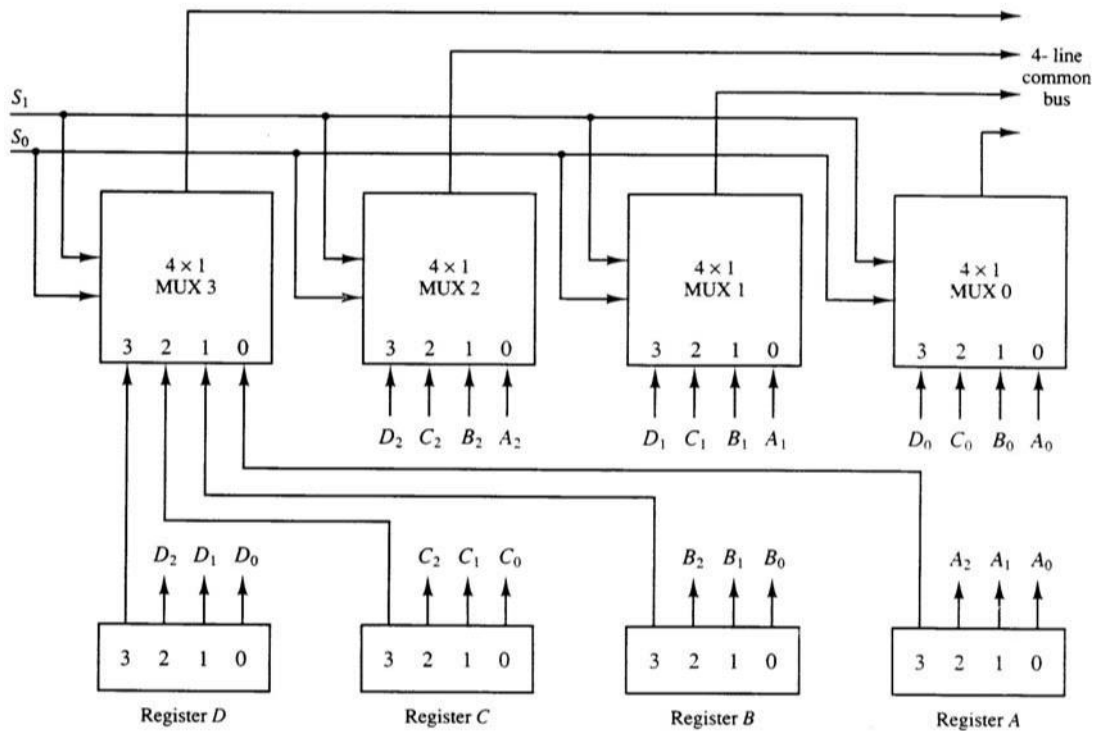 4- line
common
bus
S₁
S₀
4 × 1
MUX 3
3 2 1 0
4 × 1
MUX 2
3 2 1 0
4 × 1
MUX 1
3 2 1 0
4 × 1
MUX 0
3 2 1 0
D₂ C₂ B₂ A₂
D₁ C₁ B₁ A₁
D₀ C₀ B₀ A₀
D₂ D₁ D₀
C₂ C₁ C₀
B₂ B₁ B₀
A₂ A₁ A₀
3 2 1 0
3 2 1 0
3 2 1 0
3 2 1 0
Register D
Register C
Register B
Register A